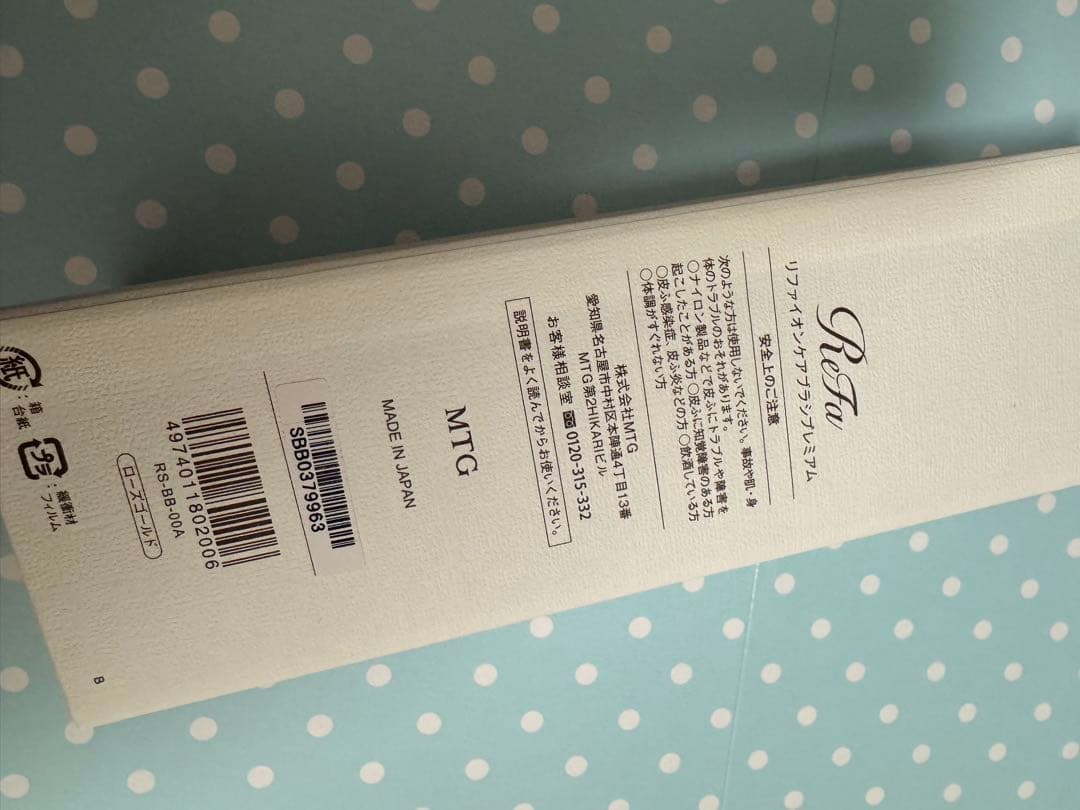 ReFa
リファイオンケアブラシプレミアム
安全上のご注意
次のような方は使用しないでください。事故や肌・身
体のトラブルのおそれがあります。
○ナイロン製品などで皮ふにトラブルや障害を
起こしたことがある方 ○皮ふに知覚障害のある方
○皮ふ感染症、皮ふ炎などの方 ○飲酒している方
○体調がすぐれない方
株式会社MTG
愛知県名古屋市中村区本陣通4丁目13番
MTG第2HIKARIビル
お客様相談室 0120-315-332
説明書をよく読んでからお使いください。
MTG
MADE IN JAPAN
SBB0379963
4974011802006
RS-BB-00A
ローズゴールド
紙
:箱
台紙
プラ
:緩衝材
フィルム
B